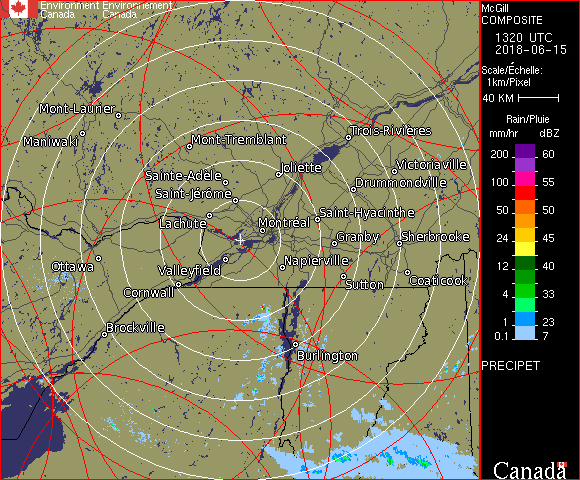 Environment Environnement
Canada Canada
McGill
COMPOSITE
1320 UTC
2018-06-15
Scale/Échelle:
1km/Pixel
40 KM
Rain/Pluie
mm/hr dBZ
200 60
100 55
50 50
24 45
12 40
4 33
1 23
0.1 7
PRECIPET
Canada
Mont-Laurier
Maniwaki
Mont-Tremblant
Trois-Rivières
Joliette
Victoriaville
Sainte-Adèle
Drummondville
Saint-Jérôme
Lachute
Saint-Hyacinthe
Montréal
Granby
Sherbrooke
Ottawa
Valleyfield
Napierville
Coaticook
Cornwall
Sutton
Brockville
Burlington